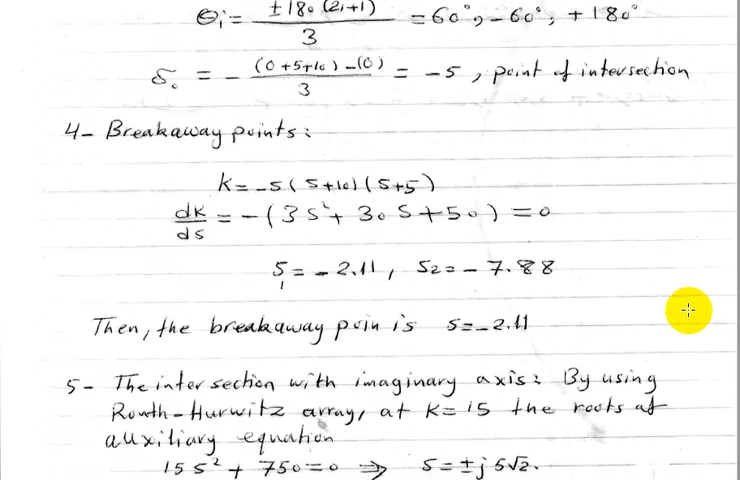 θi = ±180 (2i+1) / 3 = 60°, -60°, +180°
δ₀ = - (0+5+10) - (0) / 3 = -5, point of intersection
4- Breakaway points:
k = -s(s+10)(s+5)
dk/ds = -(3s²+30s+50) = 0
s₁ = -2.11, s₂ = -7.88
Then, the breakaway poin is s=-2.11
5- The intersection with imaginary axis: By using
Routh-Hurwitz array, at k=15 the roots of
auxiliary equation
15s² + 750=0 ⇒ s=±j5√2.